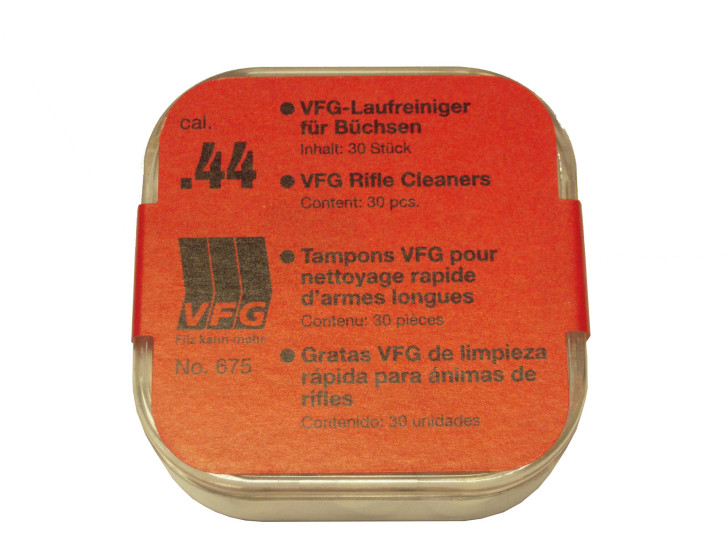 cal.
.44
VFG
Filz kann mehr
No. 675
● VFG-Laufreiniger
für Büchsen
Inhalt: 30 Stück
● VFG Rifle Cleaners
Content: 30 pcs.
● Tampons VFG pour
nettoyage rapide
d'armes longues
Contenu: 30 pièces
● Gratas VFG de limpieza
rápida para ánimas de
rifles
Contenido: 30 unidades